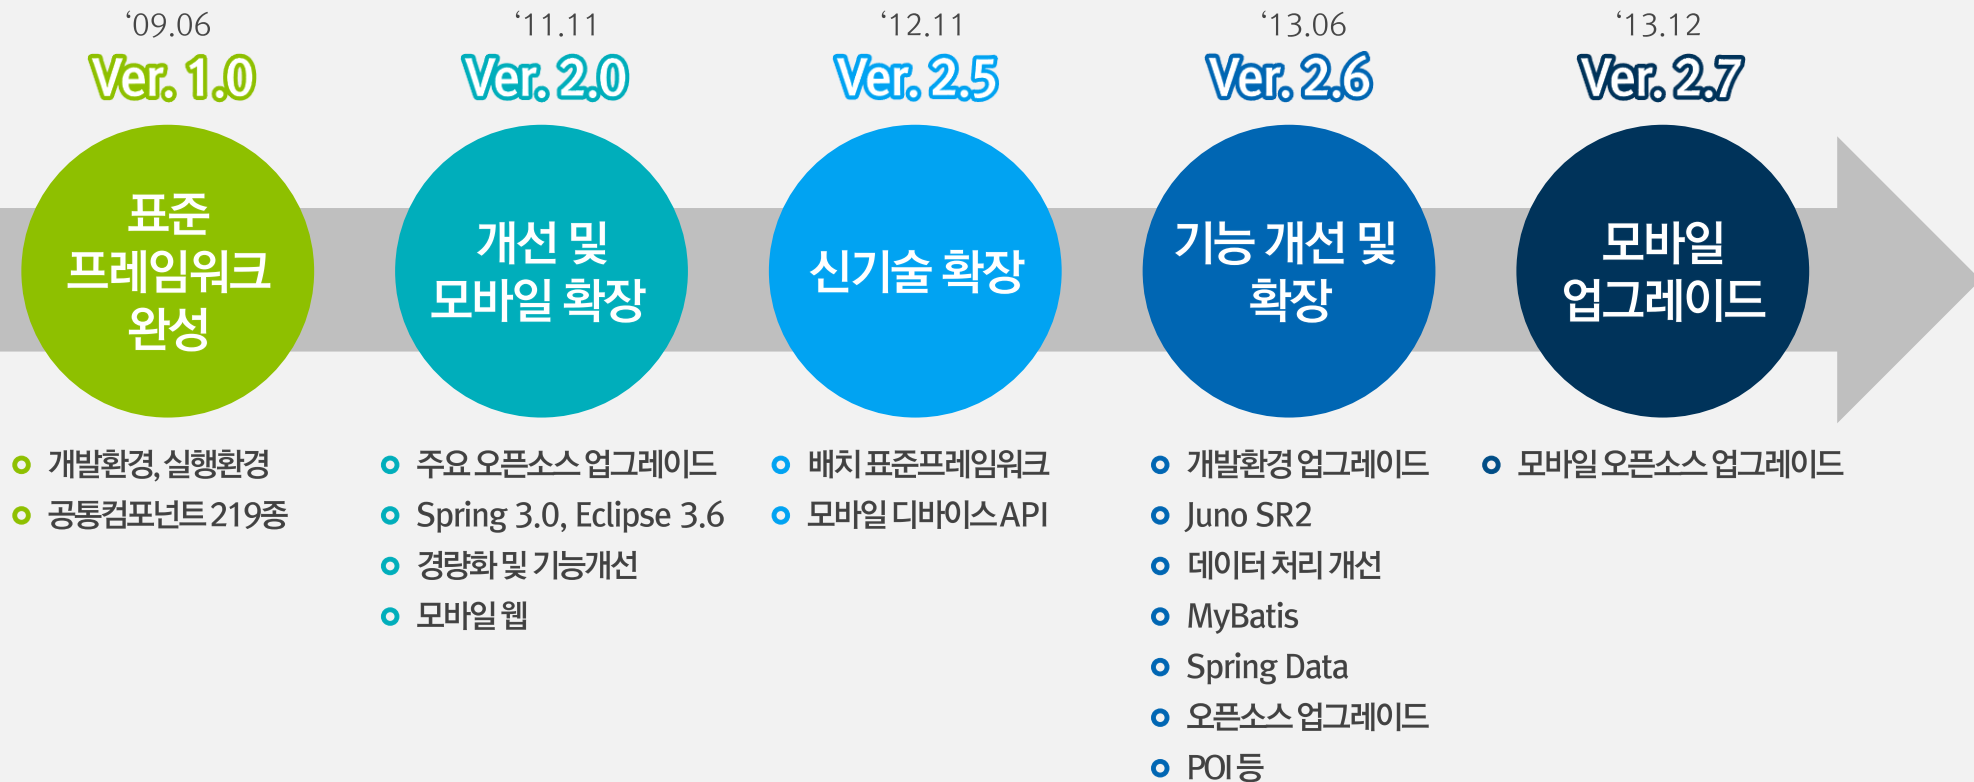 ‘09.06
Ver. 1.0
표준
프레임워크
완성
개발환경, 실행환경
공통컴포넌트 219종
‘11.11
Ver. 2.0
개선 및
모바일 확장
주요 오픈소스 업그레이드
Spring 3.0, Eclipse 3.6
경량화 및 기능개선
모바일 웹
‘12.11
Ver. 2.5
신기술 확장
배치 표준프레임워크
모바일 디바이스 API
‘13.06
Ver. 2.6
기능 개선 및
확장
개발환경 업그레이드
Juno SR2
데이터 처리 개선
MyBatis
Spring Data
오픈소스 업그레이드
POI 등
‘13.12
Ver. 2.7
모바일
업그레이드
모바일 오픈소스 업그레이드